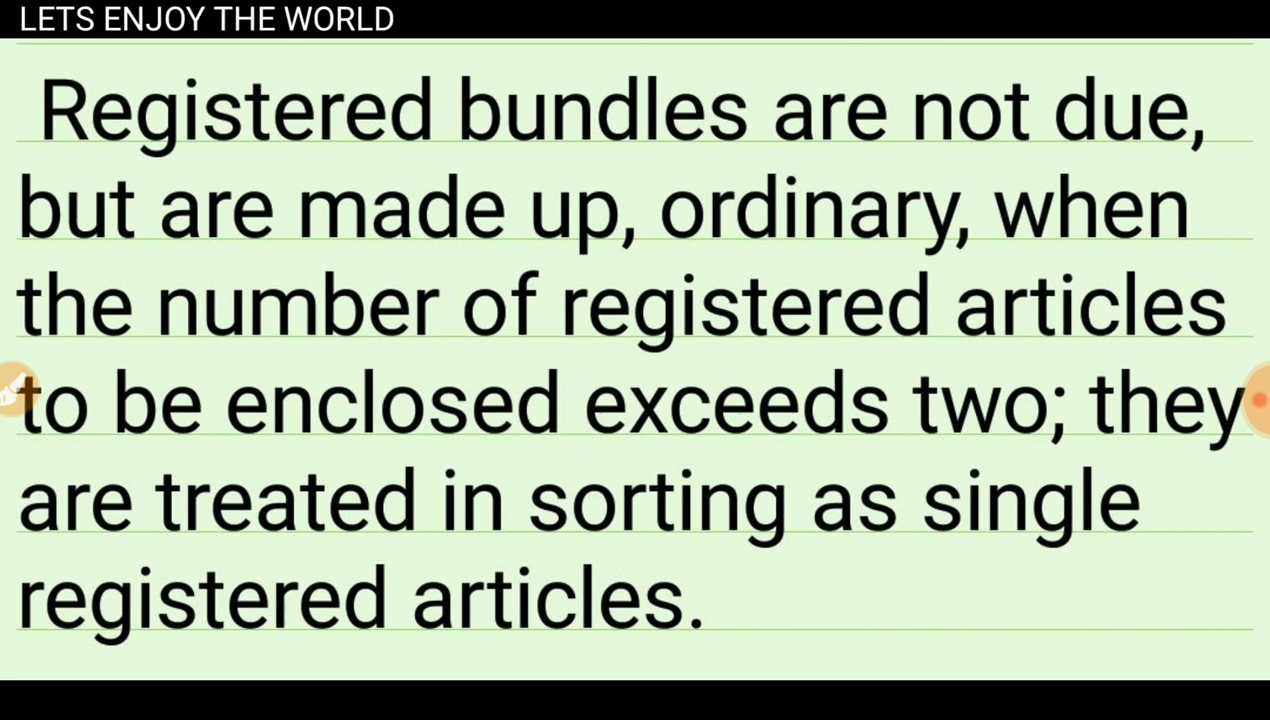 LETS ENJOY THE WORLD
Registered bundles are not due,
but are made up, ordinary, when
the number of registered articles
to be enclosed exceeds two; they
are treated in sorting as single
registered articles.